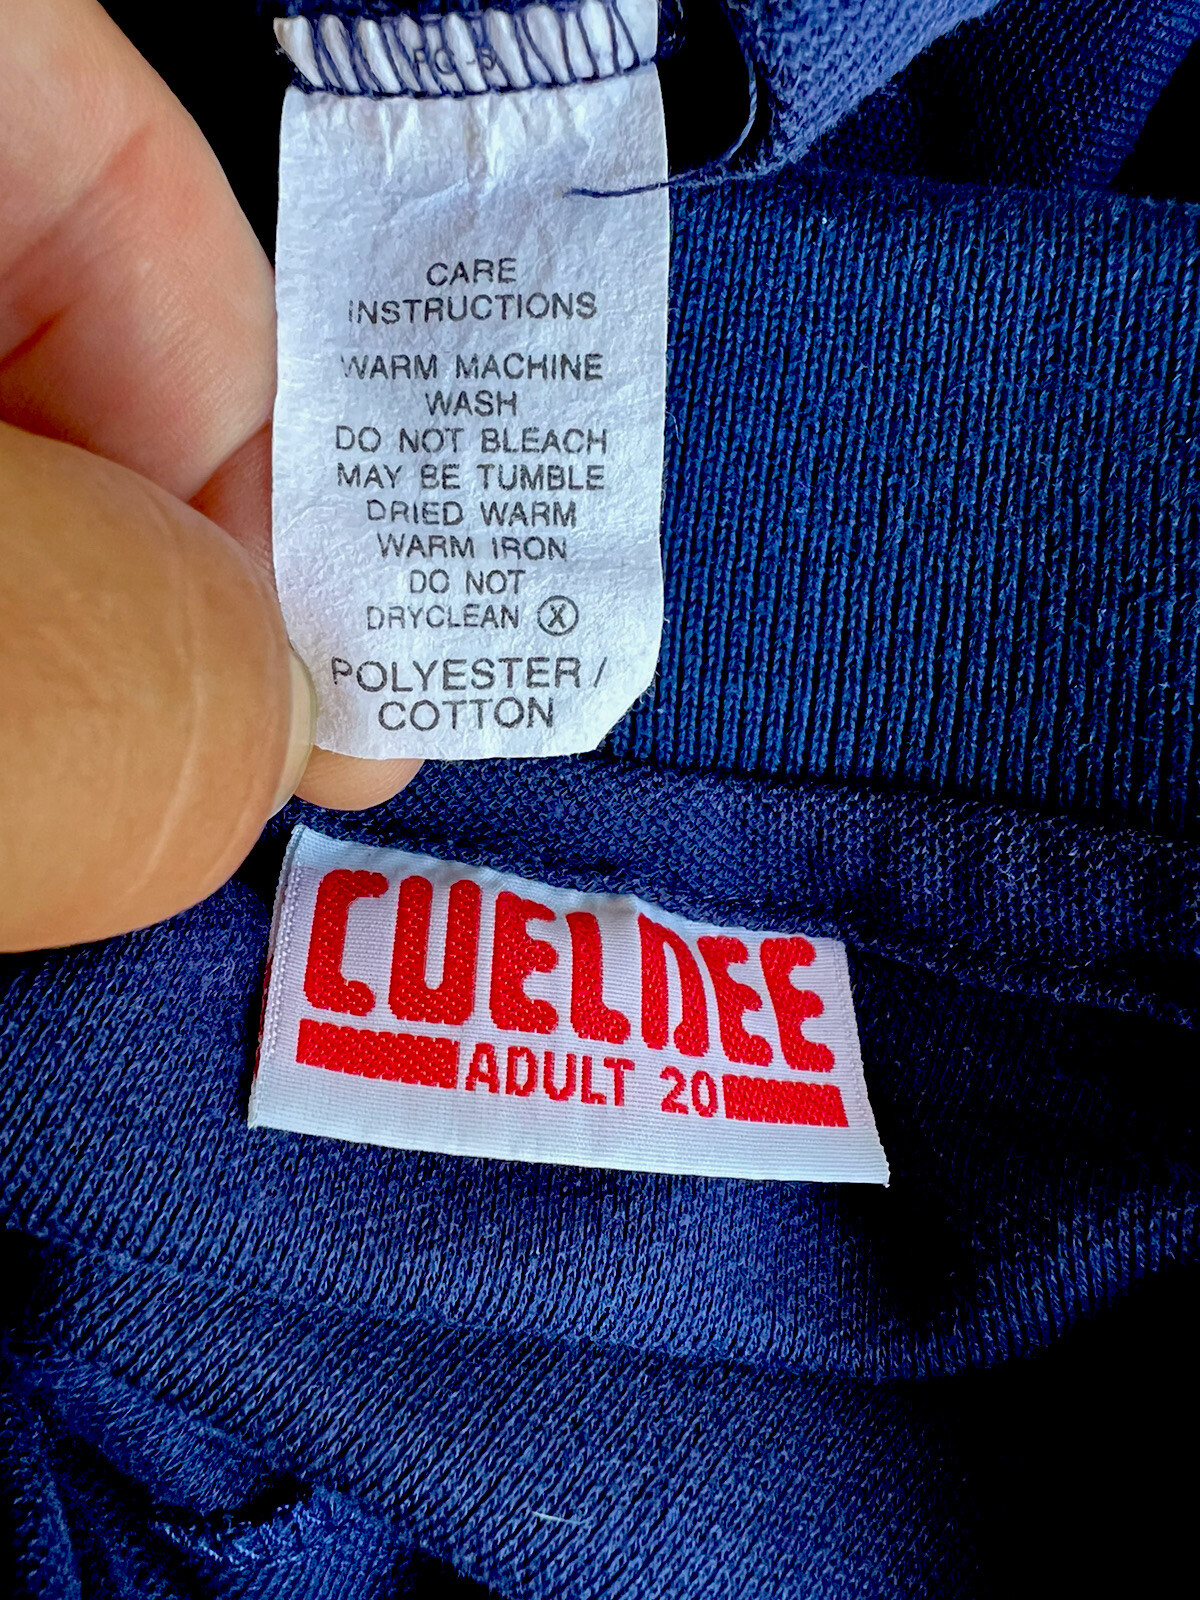 CARE
INSTRUCTIONS
WARM MACHINE
WASH
DO NOT BLEACH
MAY BE TUMBLE
DRIED WARM
WARM IRON
DO NOT
DRYCLEAN Ⓧ
POLYESTER /
COTTON
CUELDEE
ADULT 20